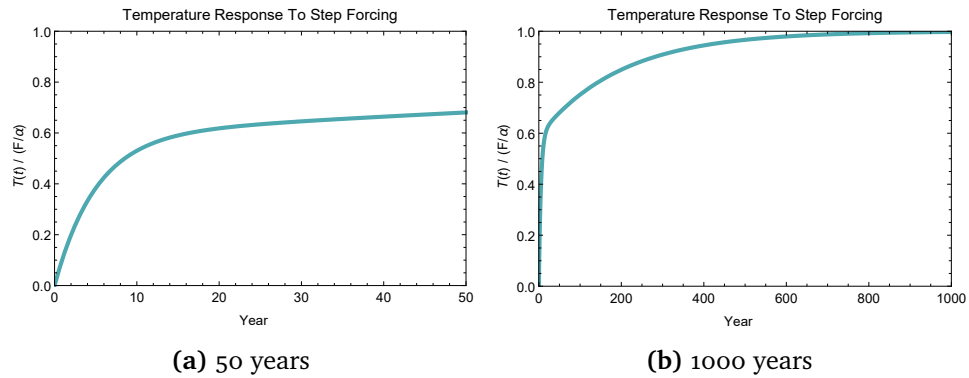 Temperature Response To Step Forcing
1.0
0.8
0.6
0.4
0.2
0.0
T(t) / (F/α)
0 10 20 30 40 50
Year
(a) 50 years
Temperature Response To Step Forcing
1.0
0.8
0.6
0.4
0.2
0.0
T(t) / (F/α)
0 200 400 600 800 1000
Year
(b) 1000 years